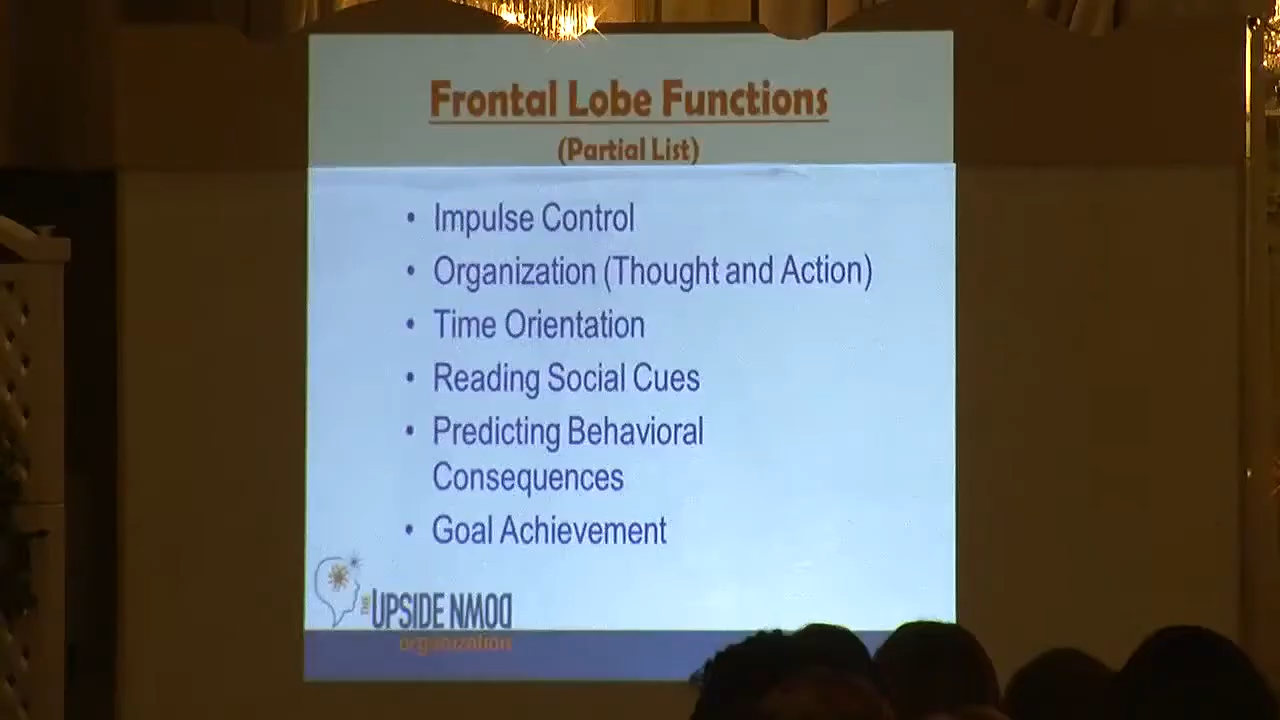 Frontal Lobe Functions
(Partial List)
• Impulse Control
• Organization (Thought and Action)
• Time Orientation
• Reading Social Cues
• Predicting Behavioral
Consequences
• Goal Achievement
THE UPSIDE DOWN
organization